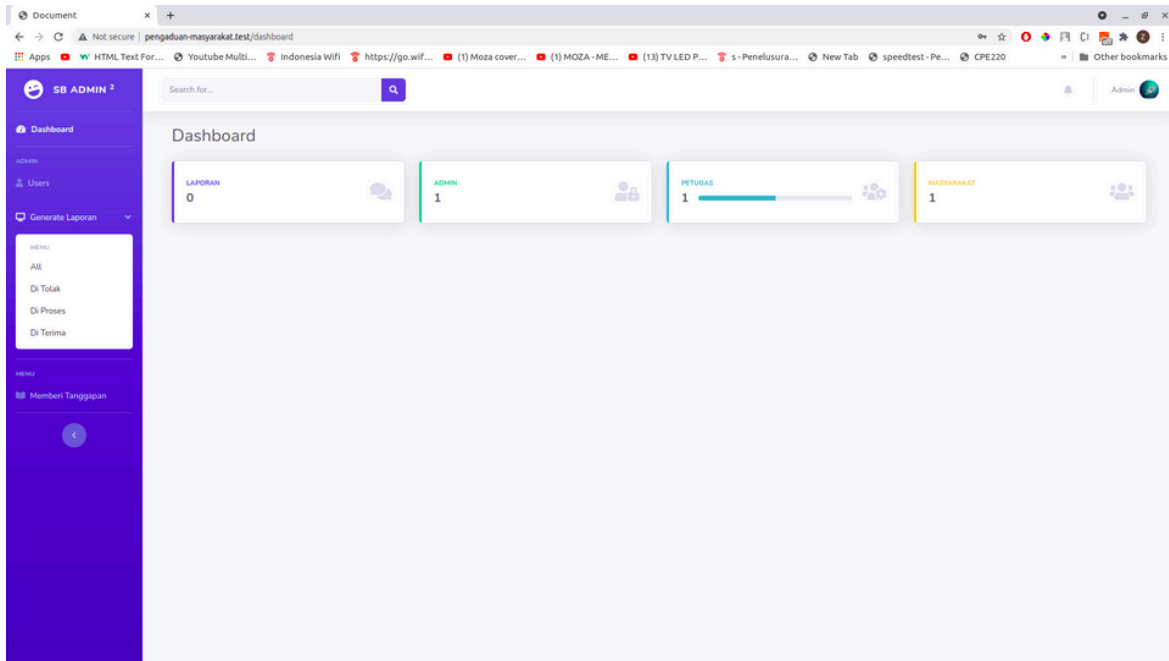 Document
Not secure | pengaduan-masyarakat.test/dashboard
Apps W HTML Text For... Youtube Multi... Indonesia Wifi https://go.wif... (1) Moza cover... (1) MOZA - ME... (13) TV LED P... s - Penelusura... New Tab speedtest - Pe... CPE220 » Other bookmarks
SB ADMIN 2
Search for...
Admin
Dashboard
ADMIN
Users
Generate Laporan
MENU
All
Di Tolak
Di Proses
Di Terima
MENU
Memberi Tanggapan
Dashboard
LAPORAN
0
ADMIN
1
PETUGAS
1
MASYARAKAT
1